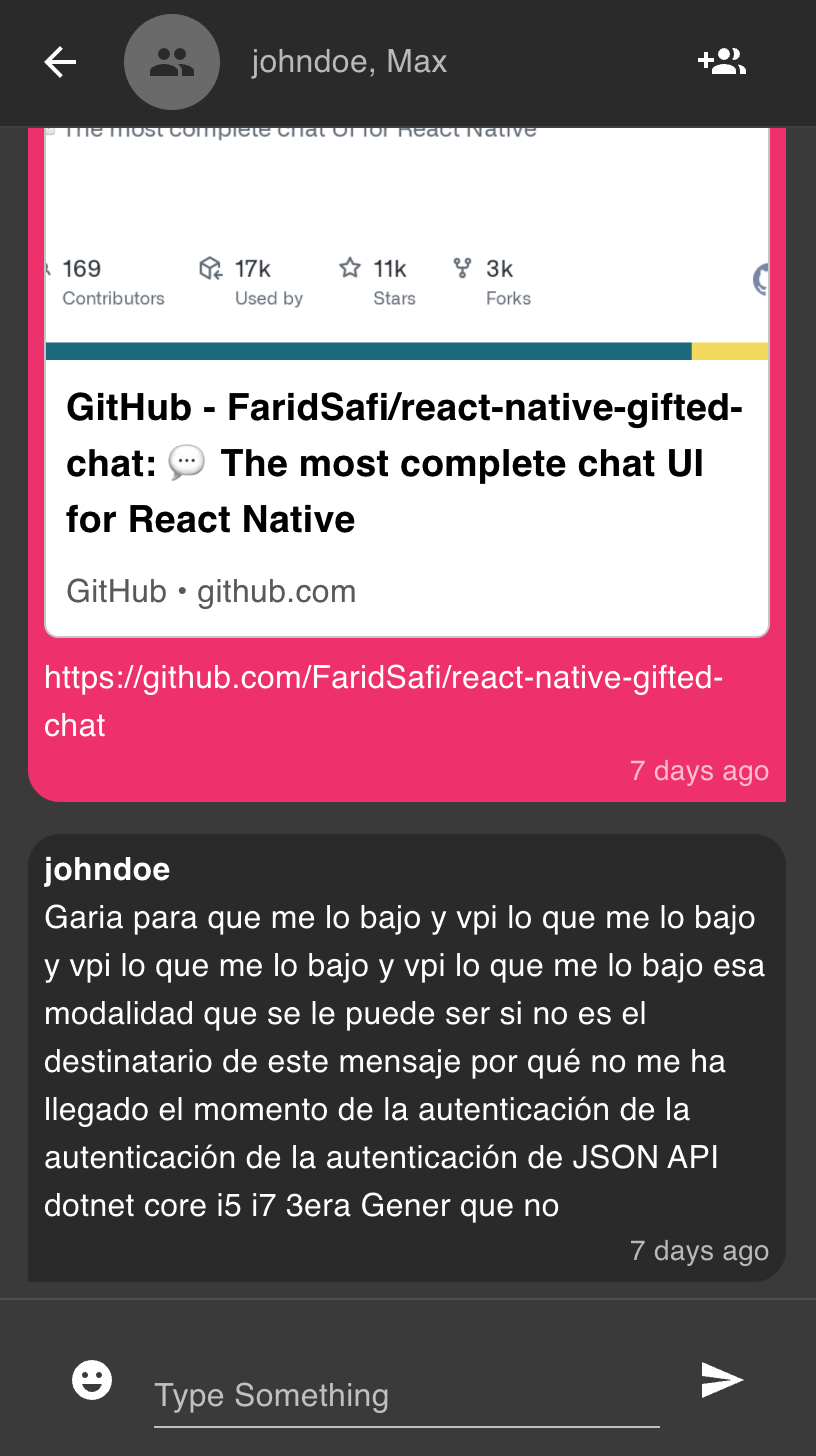 johndoe, Max
The most complete chat UI for React Native
169
Contributors
17k
Used by
11k
Stars
3k
Forks
GitHub - FaridSafi/react-native-gifted-
chat: 💬 The most complete chat UI
for React Native
GitHub • github.com
https://github.com/FaridSafi/react-native-gifted-
chat
7 days ago
johndoe
Garia para que me lo bajo y vpi lo que me lo bajo
y vpi lo que me lo bajo y vpi lo que me lo bajo esa
modalidad que se le puede ser si no es el
destinatario de este mensaje por qué no me ha
llegado el momento de la autenticación de la
autenticación de la autenticación de JSON API
dotnet core i5 i7 3era Gener que no
7 days ago
Type Something